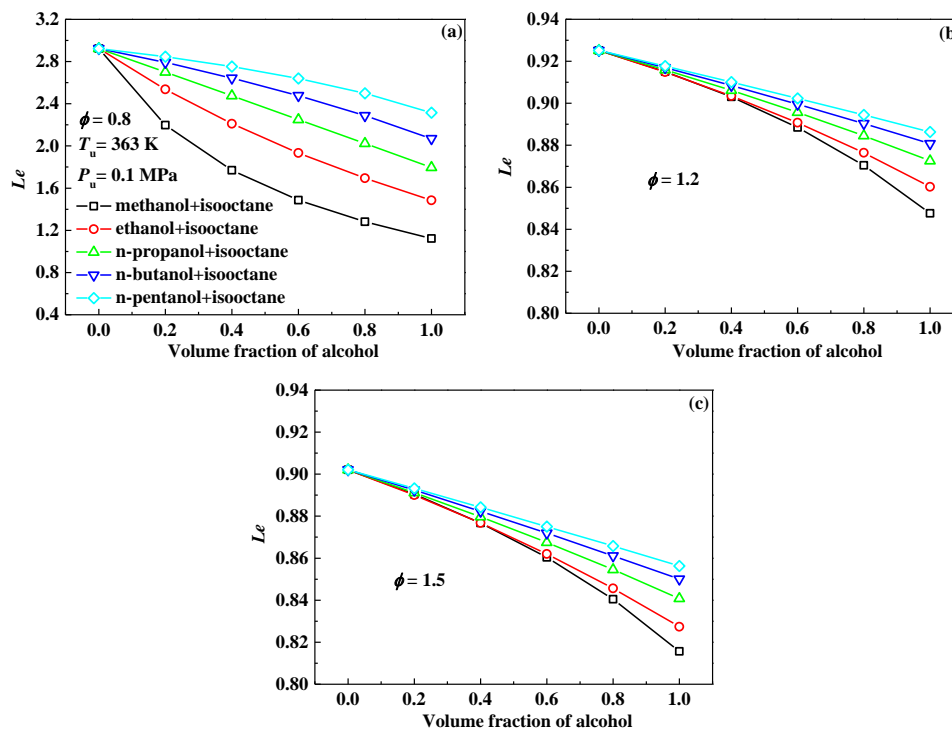 (a)
3.2
2.8
2.4
2.0
1.6
1.2
0.8
0.4
Le
ϕ = 0.8
T_u = 363 K
P_u = 0.1 MPa
methanol+isooctane
ethanol+isooctane
n-propanol+isooctane
n-butanol+isooctane
n-pentanol+isooctane
0.0 0.2 0.4 0.6 0.8 1.0
Volume fraction of alcohol
(b
0.94
0.92
0.90
0.88
0.86
0.84
0.82
0.80
Le
ϕ = 1.2
0.0 0.2 0.4 0.6 0.8 1.0
Volume fraction of alcohol
(c)
0.94
0.92
0.90
0.88
0.86
0.84
0.82
0.80
Le
ϕ = 1.5
0.0 0.2 0.4 0.6 0.8 1.0
Volume fraction of alcohol